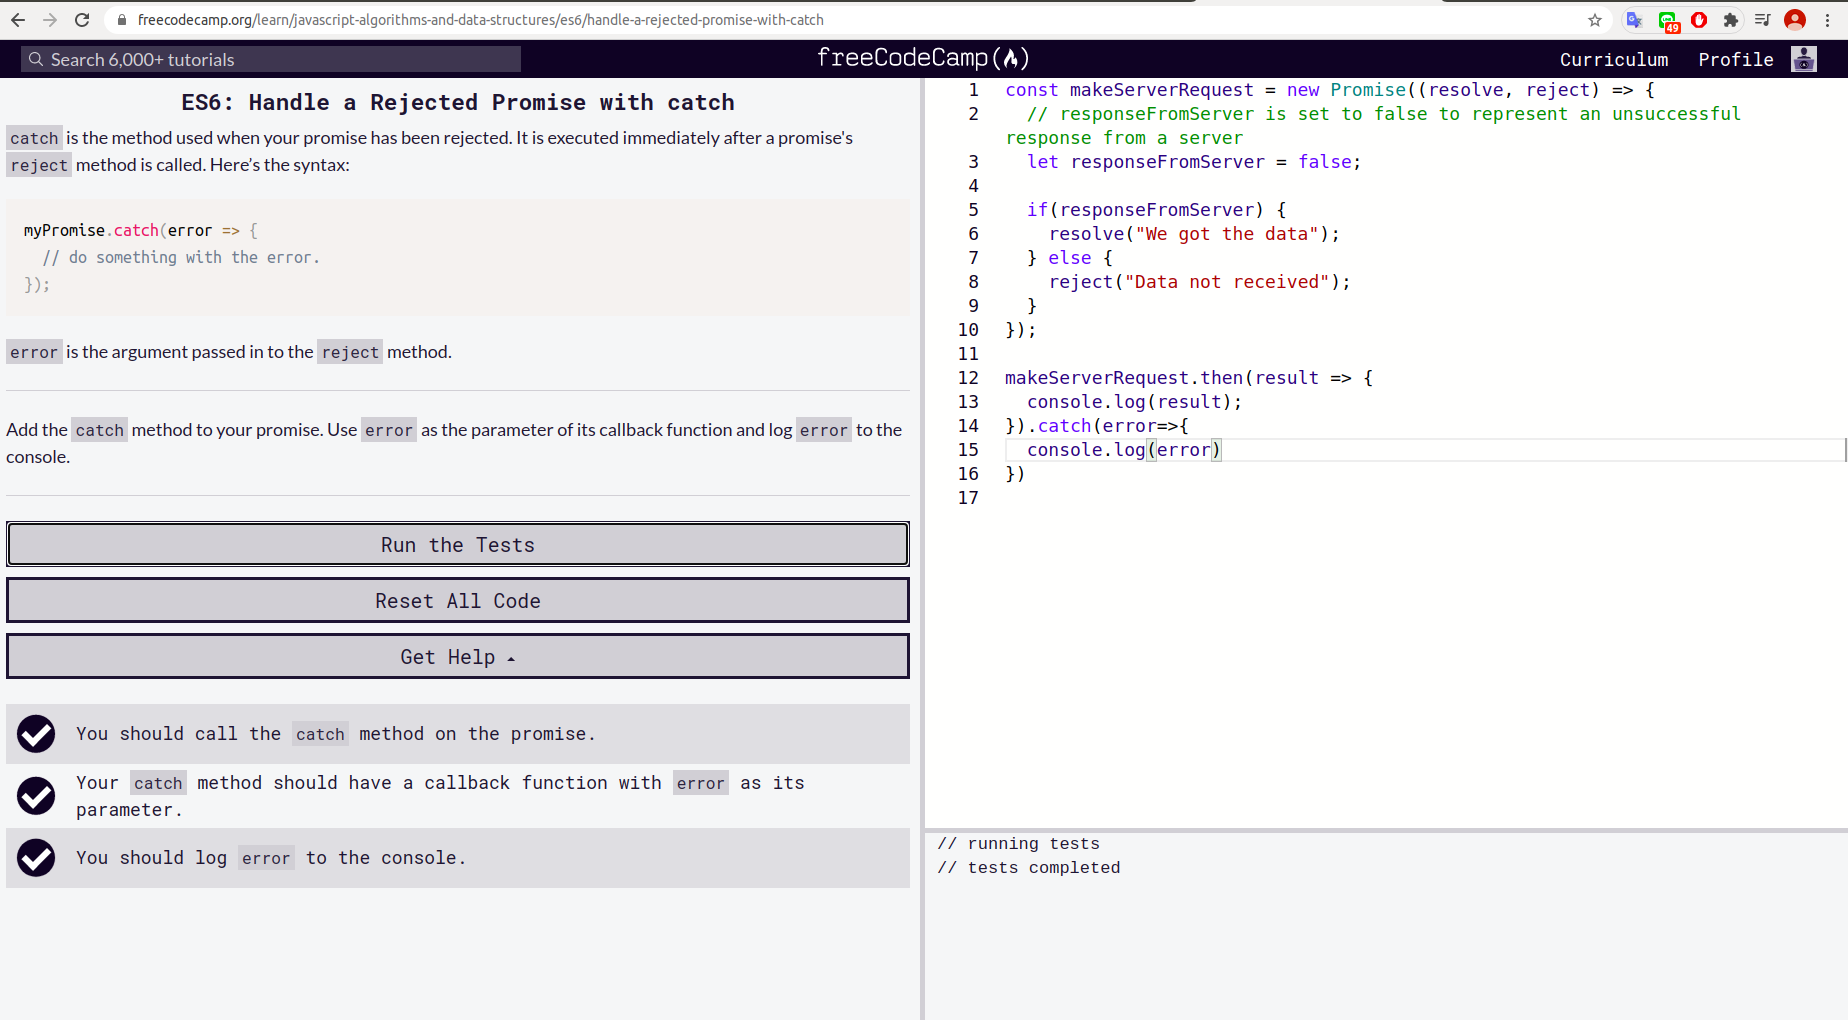 freecodecamp.org/learn/javascript-algorithms-and-data-structures/es6/handle-a-rejected-promise-with-catch
49
Search 6,000+ tutorials
freeCodeCamp
Curriculum
Profile
ES6: Handle a Rejected Promise with catch
catch is the method used when your promise has been rejected. It is executed immediately after a promise's
reject method is called. Here’s the syntax:
myPromise.catch(error => {
// do something with the error.
});
error is the argument passed in to the reject method.
Add the catch method to your promise. Use error as the parameter of its callback function and log error to the
console.
Run the Tests
Reset All Code
Get Help
You should call the catch method on the promise.
Your catch method should have a callback function with error as its
parameter.
You should log error to the console.
1 const makeServerRequest = new Promise((resolve, reject) => {
2 // responseFromServer is set to false to represent an unsuccessful
response from a server
3 let responseFromServer = false;
4
5 if(responseFromServer) {
6 resolve("We got the data");
7 } else {
8 reject("Data not received");
9 }
10 });
11
12 makeServerRequest.then(result => {
13 console.log(result);
14 }).catch(error=>{
15 console.log(error)
16 })
17
// running tests
// tests completed